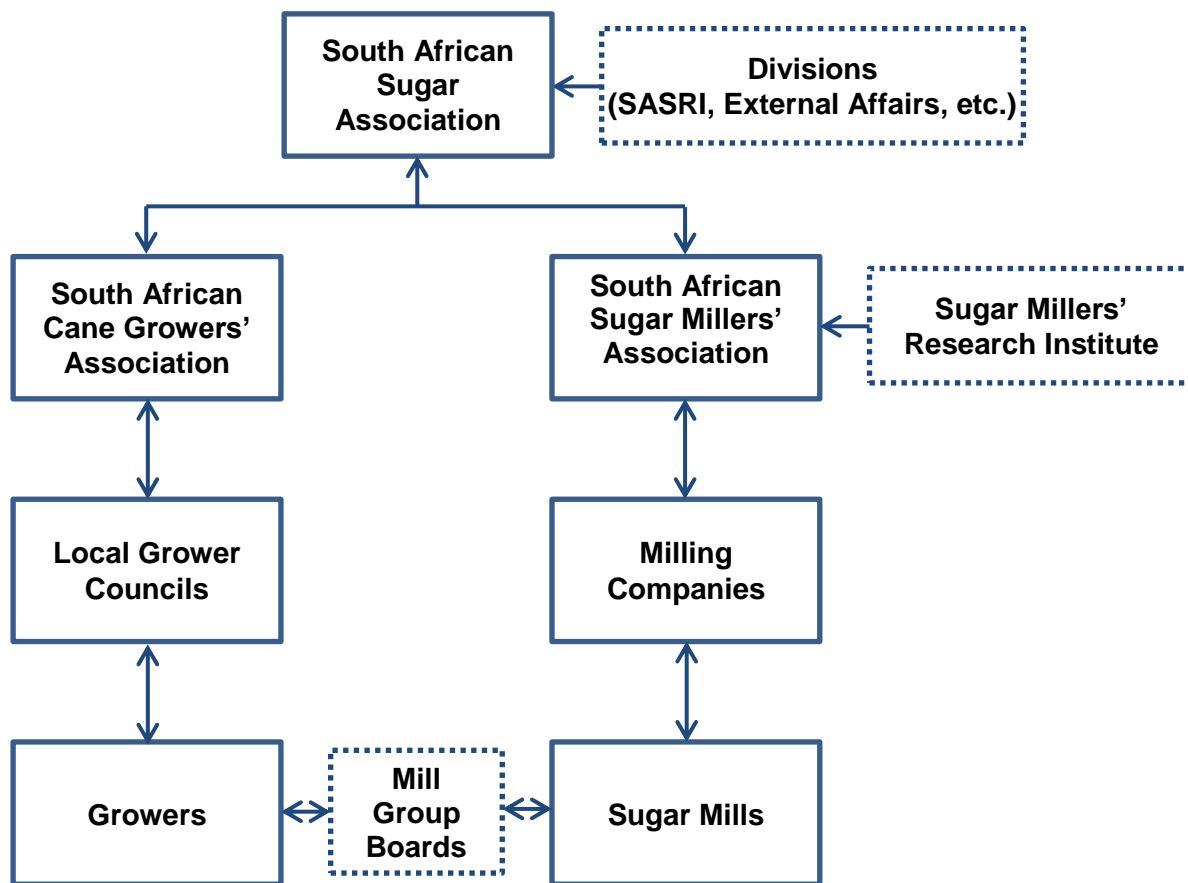 South African
Sugar
Association
Divisions
(SASRI, External Affairs, etc.)
South African
Cane Growers’
Association
South African
Sugar Millers’
Association
Sugar Millers’
Research Institute
Local Grower
Councils
Milling
Companies
Growers
Mill
Group
Boards
Sugar Mills